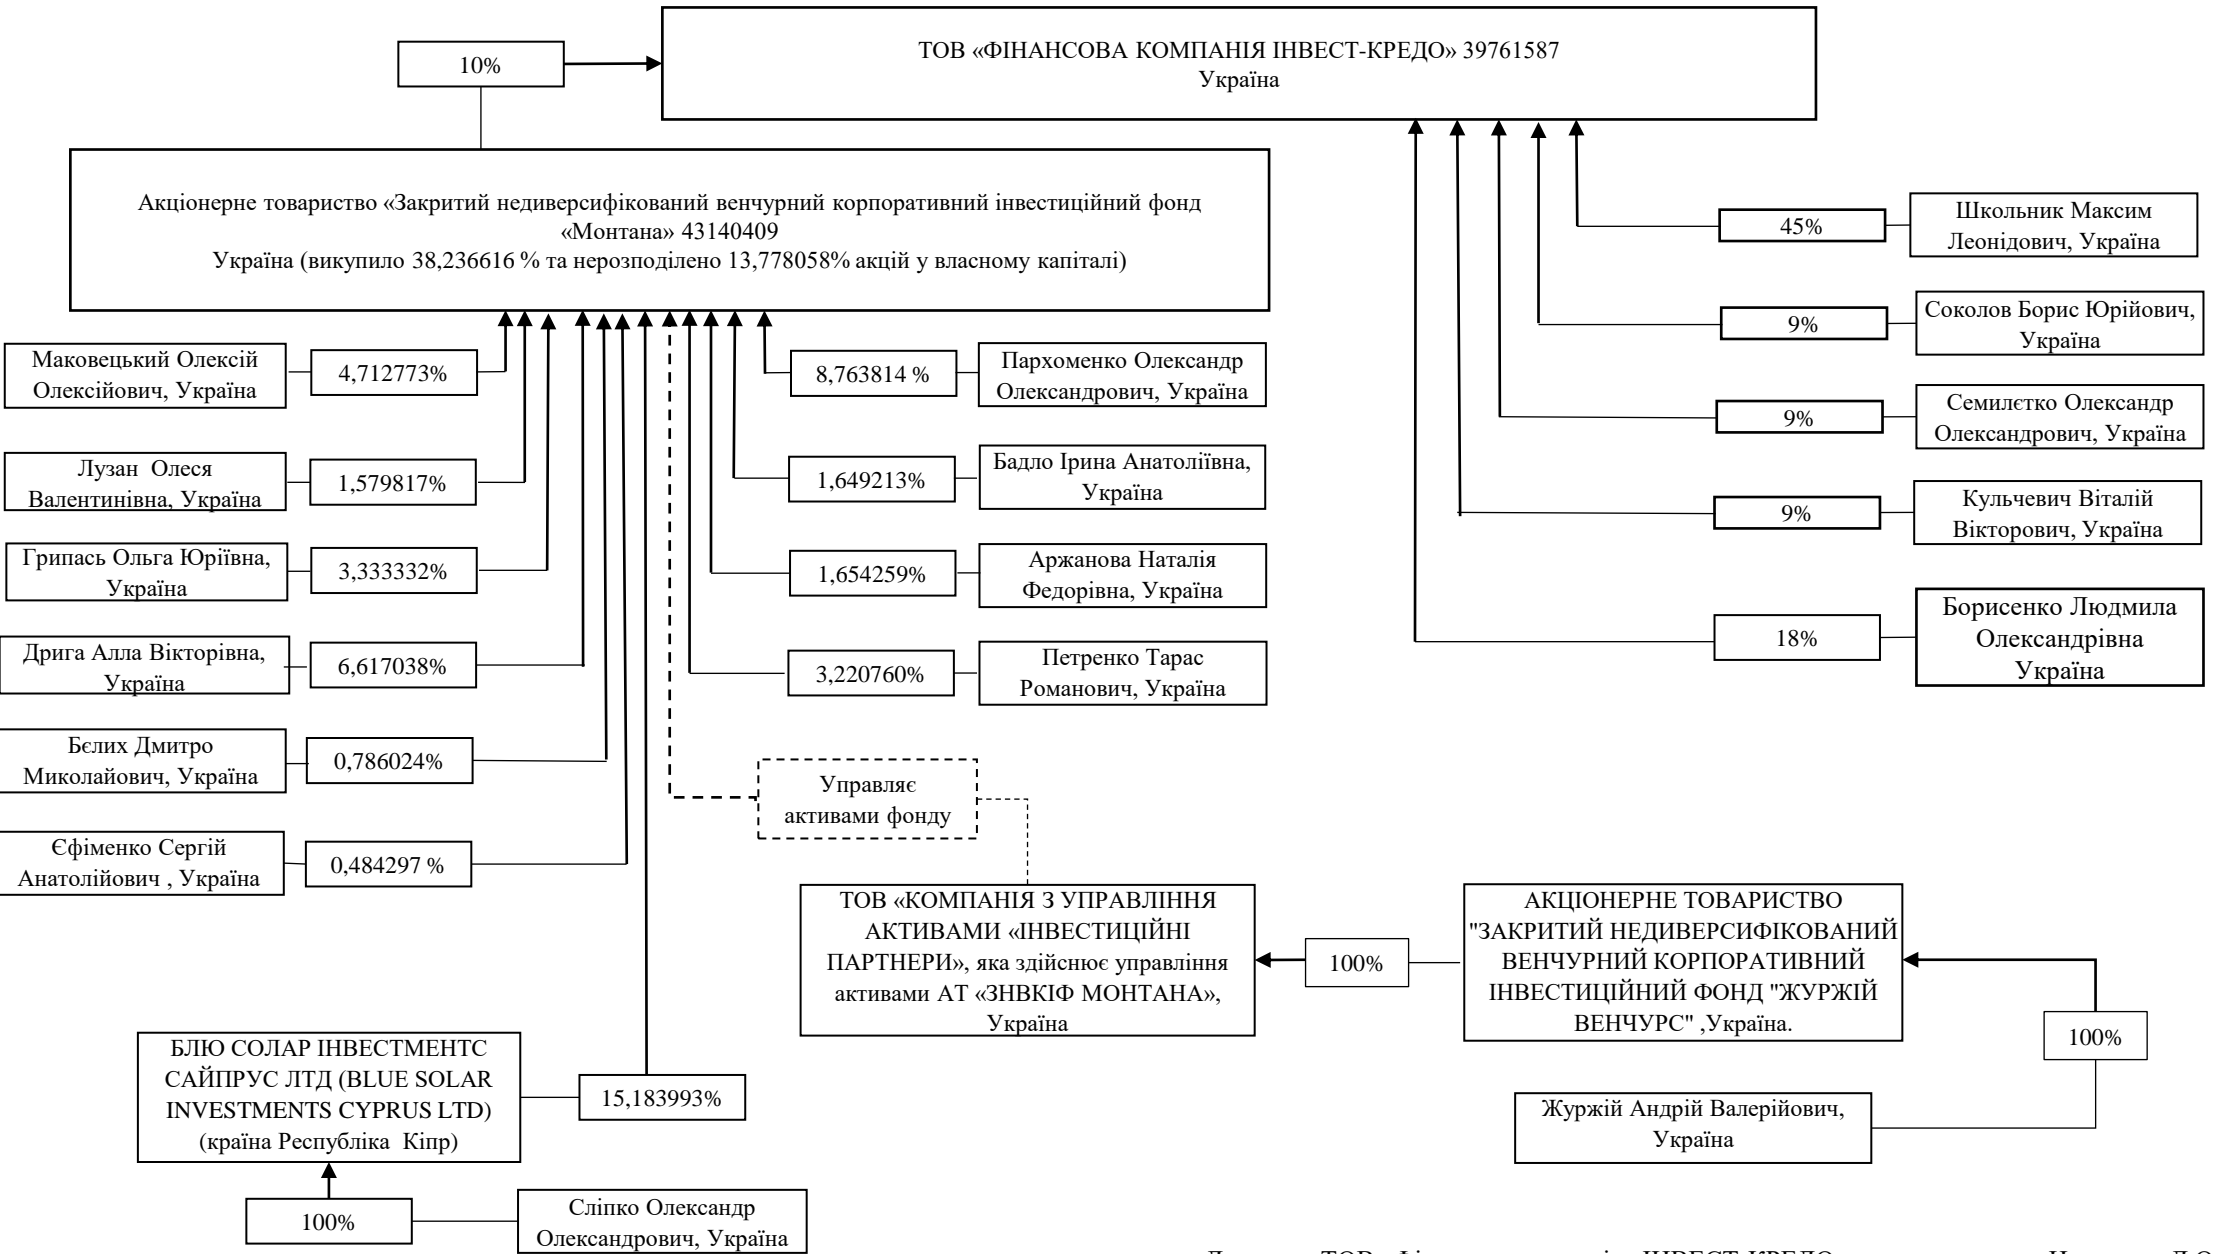 ТОВ «ФІНАНСОВА КОМПАНІЯ ІНВЕСТ-КРЕДО» 39761587
Україна
10%
Акціонерне товариство «Закритий недиверсифікований венчурний корпоративний інвестиційний фонд
«Монтана» 43140409
Україна (викупило 38,236616 % та нерозподілено 13,778058% акцій у власному капіталі)
Маковецький Олексій
Олексійович, Україна
4,712773%
Лузан Олеся
Валентинівна, Україна
1,579817%
Грипась Ольга Юріївна,
Україна
3,333332%
Дрига Алла Вікторівна,
Україна
6,617038%
Бєлих Дмитро
Миколайович, Україна
0,786024%
Єфіменко Сергій
Анатолійович , Україна
0,484297 %
8,763814 %
Пархоменко Олександр
Олександрович, Україна
1,649213%
Бадло Ірина Анатоліївна,
Україна
1,654259%
Аржанова Наталія
Федорівна, Україна
3,220760%
Петренко Тарас
Романович, Україна
45%
Школьник Максим
Леонідович, Україна
9%
Соколов Борис Юрійович,
Україна
9%
Семилєтко Олександр
Олександрович, Україна
9%
Кульчевич Віталій
Вікторович, Україна
18%
Борисенко Людмила
Олександрівна
Україна
Управляє
активами фонду
ТОВ «КОМПАНІЯ З УПРАВЛІННЯ
АКТИВАМИ «ІНВЕСТИЦІЙНІ
ПАРТНЕРИ», яка здійснює управління
активами АТ «ЗНВКІФ МОНТАНА»,
Україна
100%
АКЦІОНЕРНЕ ТОВАРИСТВО
"ЗАКРИТИЙ НЕДИВЕРСИФІКОВАНИЙ
ВЕНЧУРНИЙ КОРПОРАТИВНИЙ
ІНВЕСТИЦІЙНИЙ ФОНД "ЖУРЖІЙ
ВЕНЧУРС" ,Україна.
100%
Журжій Андрій Валерійович,
Україна
БЛЮ СОЛАР ІНВЕСТМЕНТС
САЙПРУС ЛТД (BLUE SOLAR
INVESTMENTS CYPRUS LTD)
(країна Республіка Кіпр)
15,183993%
100%
Сліпко Олександр
Олександрович, Україна